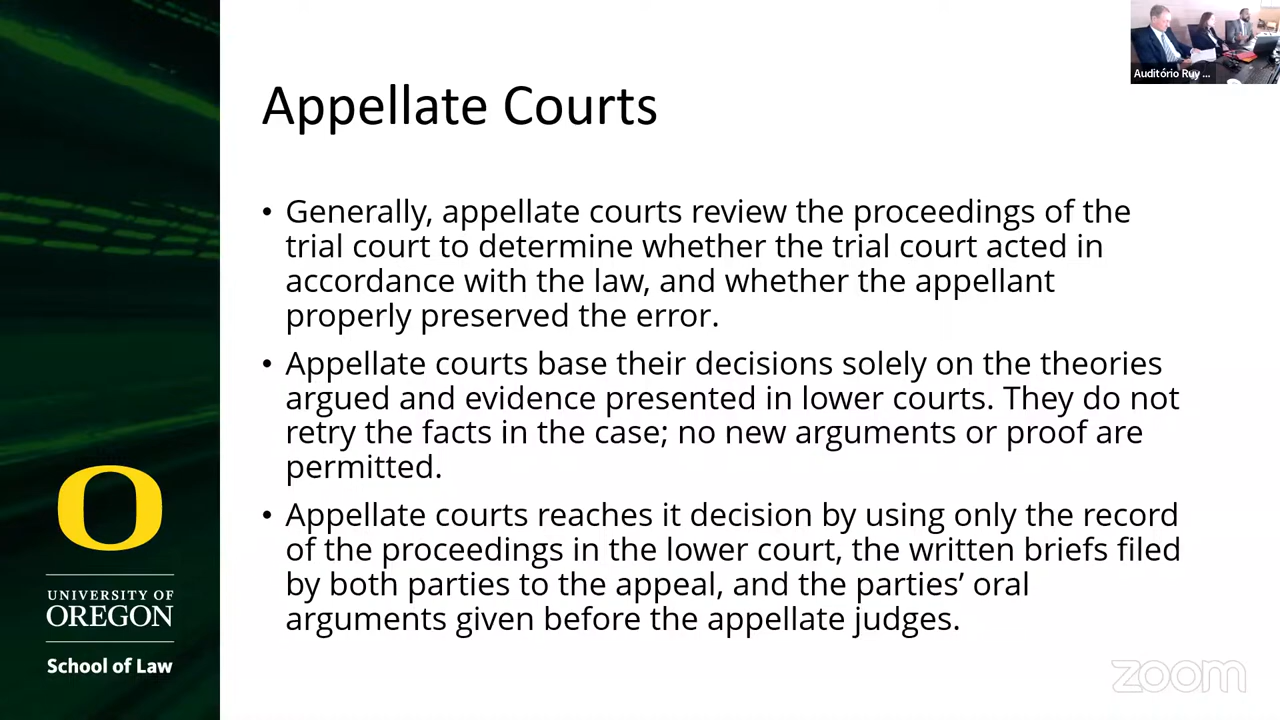 Auditório Ruy ...
Appellate Courts
• Generally, appellate courts review the proceedings of the
trial court to determine whether the trial court acted in
accordance with the law, and whether the appellant
properly preserved the error.
• Appellate courts base their decisions solely on the theories
argued and evidence presented in lower courts. They do not
retry the facts in the case; no new arguments or proof are
permitted.
• Appellate courts reaches it decision by using only the record
of the proceedings in the lower court, the written briefs filed
by both parties to the appeal, and the parties’ oral
arguments given before the appellate judges.
O
UNIVERSITY OF
OREGON
School of Law
zoom